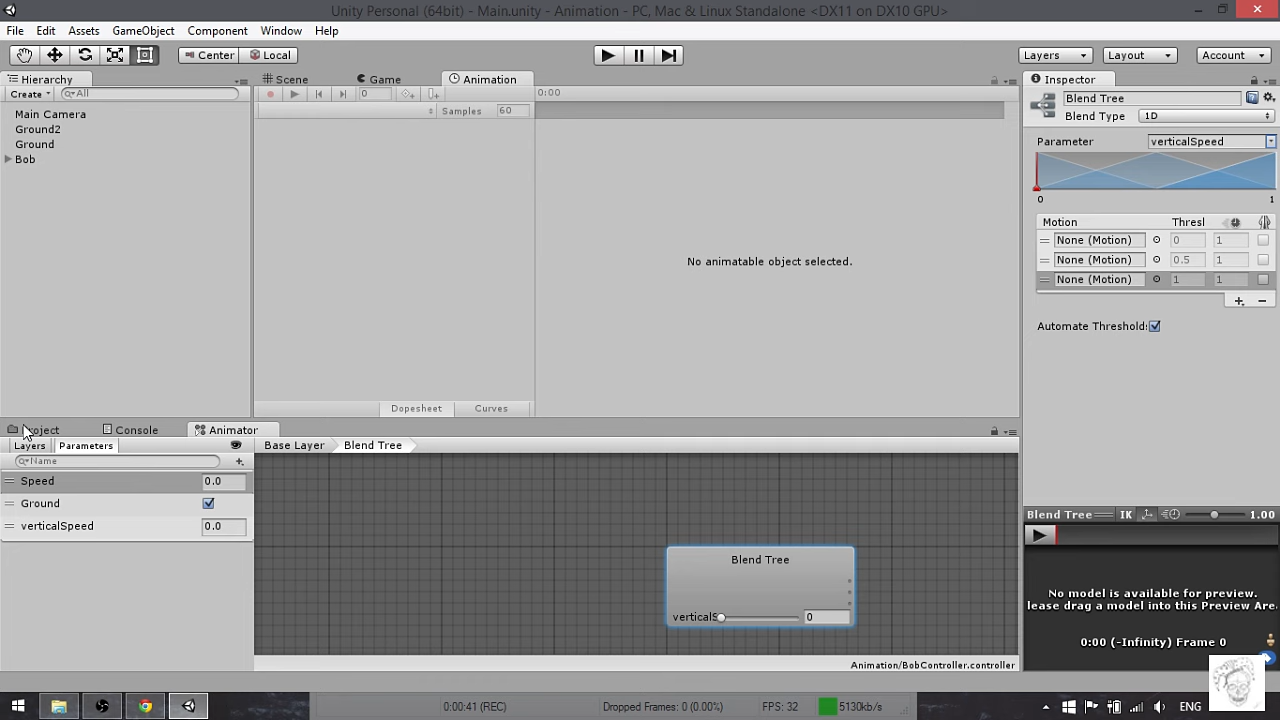 Unity Personal (64bit) - Main.unity - Animation - PC, Mac & Linux Standalone <DX11 on DX10 GPU>
File Edit Assets GameObject Component Window Help
Center Local Layers Layout Account
Hierarchy Scene Game Animation Inspector
Create All 0 0:00 Blend Tree
Samples 60 Blend Type 1D
Main Camera
Ground2
Ground
Bob
Parameter verticalSpeed
0 1
Motion Thresl
None (Motion) 0 1
None (Motion) 0.5 1
None (Motion) 1 1
No animatable object selected.
Automate Threshold:
Dopesheet Curves
Project Console Animator
Layers Parameters Base Layer Blend Tree
Name
Speed 0.0
Ground
verticalSpeed 0.0
Blend Tree
verticalS 0
Blend Tree IK 1.00
No model is available for preview.
lease drag a model into this Preview Area
0:00 (-Infinity) Frame 0
Animation/BobController.controller
0:00:41 (REC) Dropped Frames: 0 (0.00%) FPS: 32 5130kb/s ENG